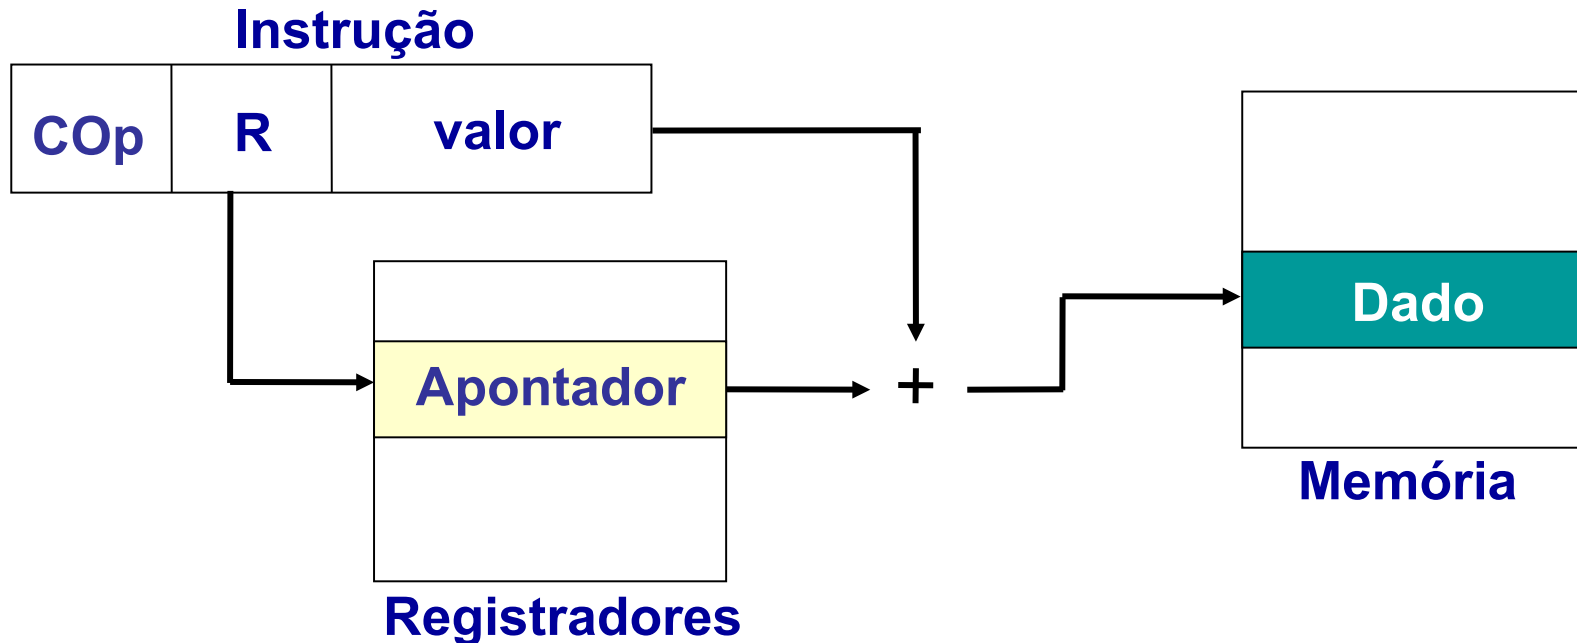 Instrução
COp R valor
Apontador
+
Dado
Memória
Registradores